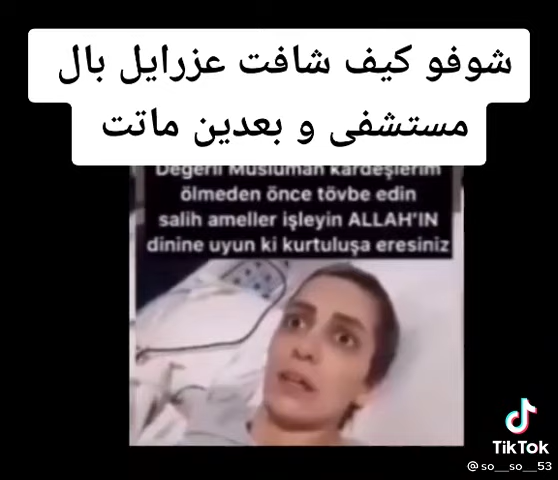 شوفو كيف شافت عزرايل بال
مستشفى و بعدين ماتت
Değerli Müslüman kardeşlerim
ölmeden önce tövbe edin
salih ameller işleyin ALLAH'IN
dinine uyun ki kurtuluşa eresiniz
TikTok
@so__so__53